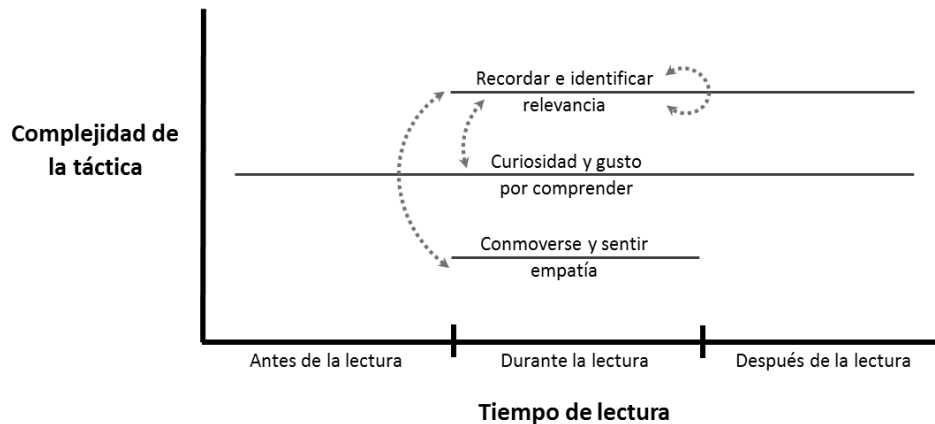 Recordar e identificar
relevancia
Complejidad de
la táctica
Curiosidad y gusto
por comprender
Conmoverse y sentir
empatía
Antes de la lectura
Durante la lectura
Después de la lectura
Tiempo de lectura